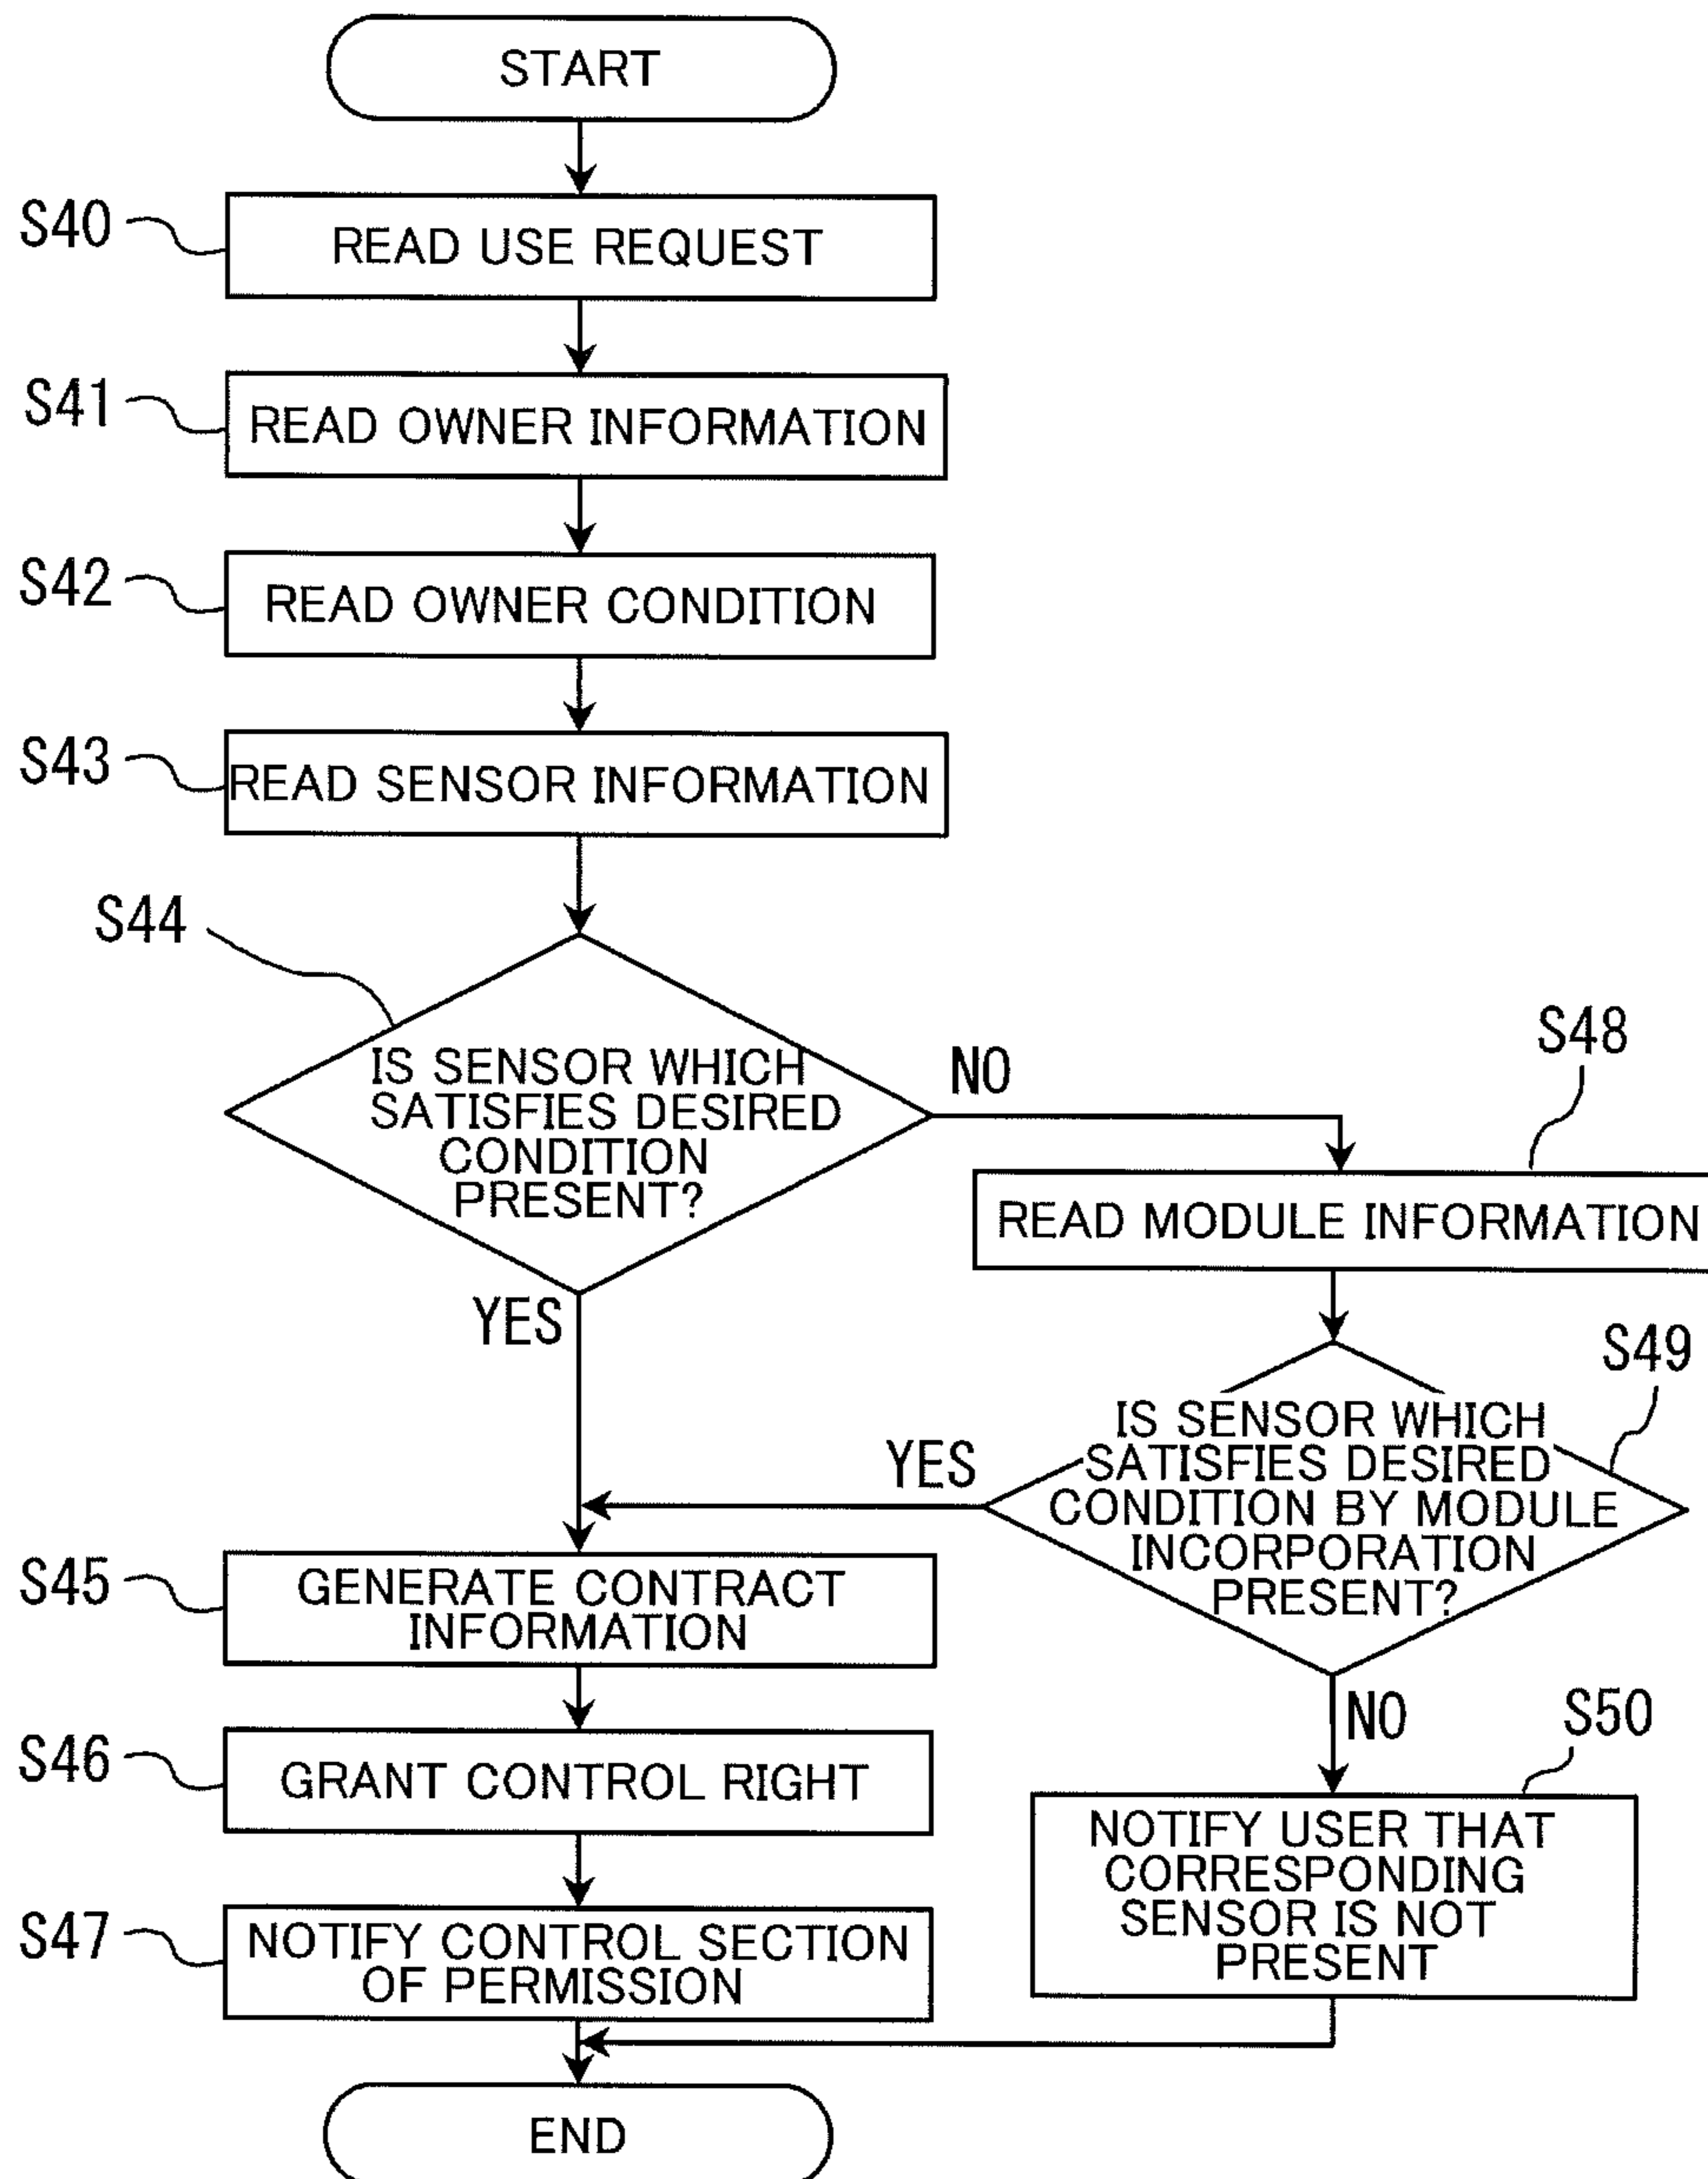 START
S40
READ USE REQUEST
S41
READ OWNER INFORMATION
S42
READ OWNER CONDITION
S43
READ SENSOR INFORMATION
S44
IS SENSOR WHICH
SATISFIES DESIRED
CONDITION
PRESENT?
NO
YES
S48
READ MODULE INFORMATION
S49
IS SENSOR WHICH
SATISFIES DESIRED
CONDITION BY MODULE
INCORPORATION
PRESENT?
YES
NO
S45
GENERATE CONTRACT
INFORMATION
S46
GRANT CONTROL RIGHT
S50
NOTIFY USER THAT
CORRESPONDING
SENSOR IS NOT
PRESENT
S47
NOTIFY CONTROL SECTION
OF PERMISSION
END